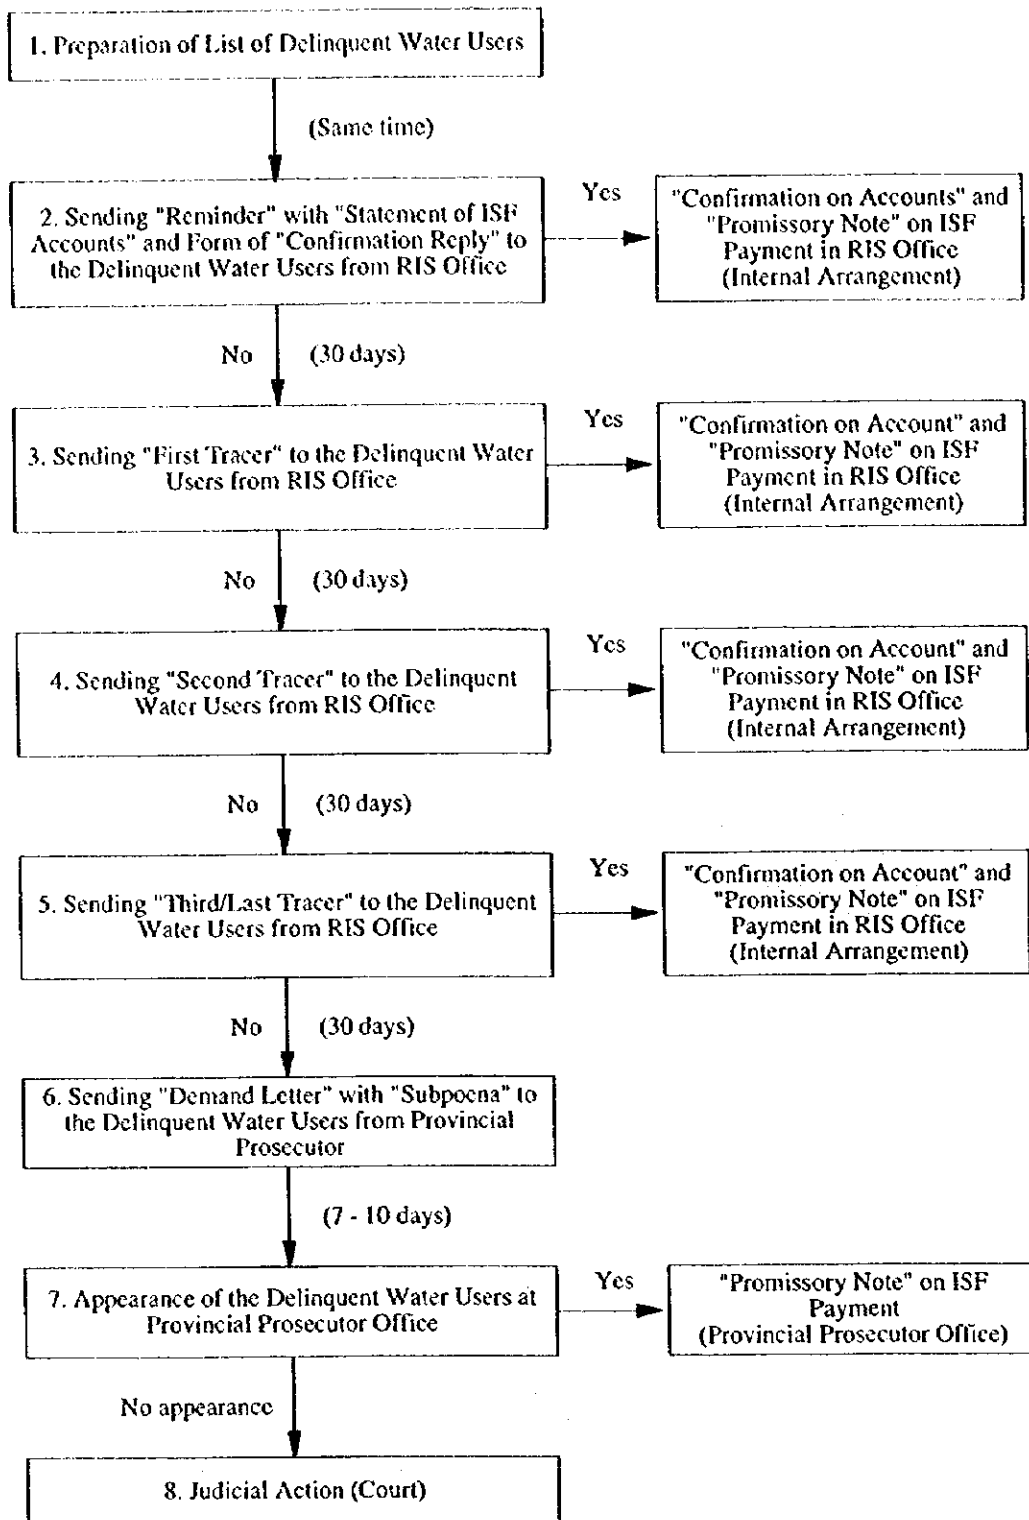 1. Preparation of List of Delinquent Water Users
(Same time)
2. Sending "Reminder" with "Statement of ISF
Accounts" and Form of "Confirmation Reply" to
the Delinquent Water Users from RIS Office
Yes
"Confirmation on Accounts" and
"Promissory Note" on ISF
Payment in RIS Office
(Internal Arrangement)
No
(30 days)
3. Sending "First Tracer" to the Delinquent Water
Users from RIS Office
Yes
"Confirmation on Account" and
"Promissory Note" on ISF
Payment in RIS Office
(Internal Arrangement)
No
(30 days)
4. Sending "Second Tracer" to the Delinquent
Water Users from RIS Office
Yes
"Confirmation on Account" and
"Promissory Note" on ISF
Payment in RIS Office
(Internal Arrangement)
No
(30 days)
5. Sending "Third/Last Tracer" to the Delinquent
Water Users from RIS Office
Yes
"Confirmation on Account" and
"Promissory Note" on ISF
Payment in RIS Office
(Internal Arrangement)
No
(30 days)
6. Sending "Demand Letter" with "Subpoena" to
the Delinquent Water Users from Provincial
Prosecutor
(7 - 10 days)
7. Appearance of the Delinquent Water Users at
Provincial Prosecutor Office
Yes
"Promissory Note" on ISF
Payment
(Provincial Prosecutor Office)
No appearance
8. Judicial Action (Court)